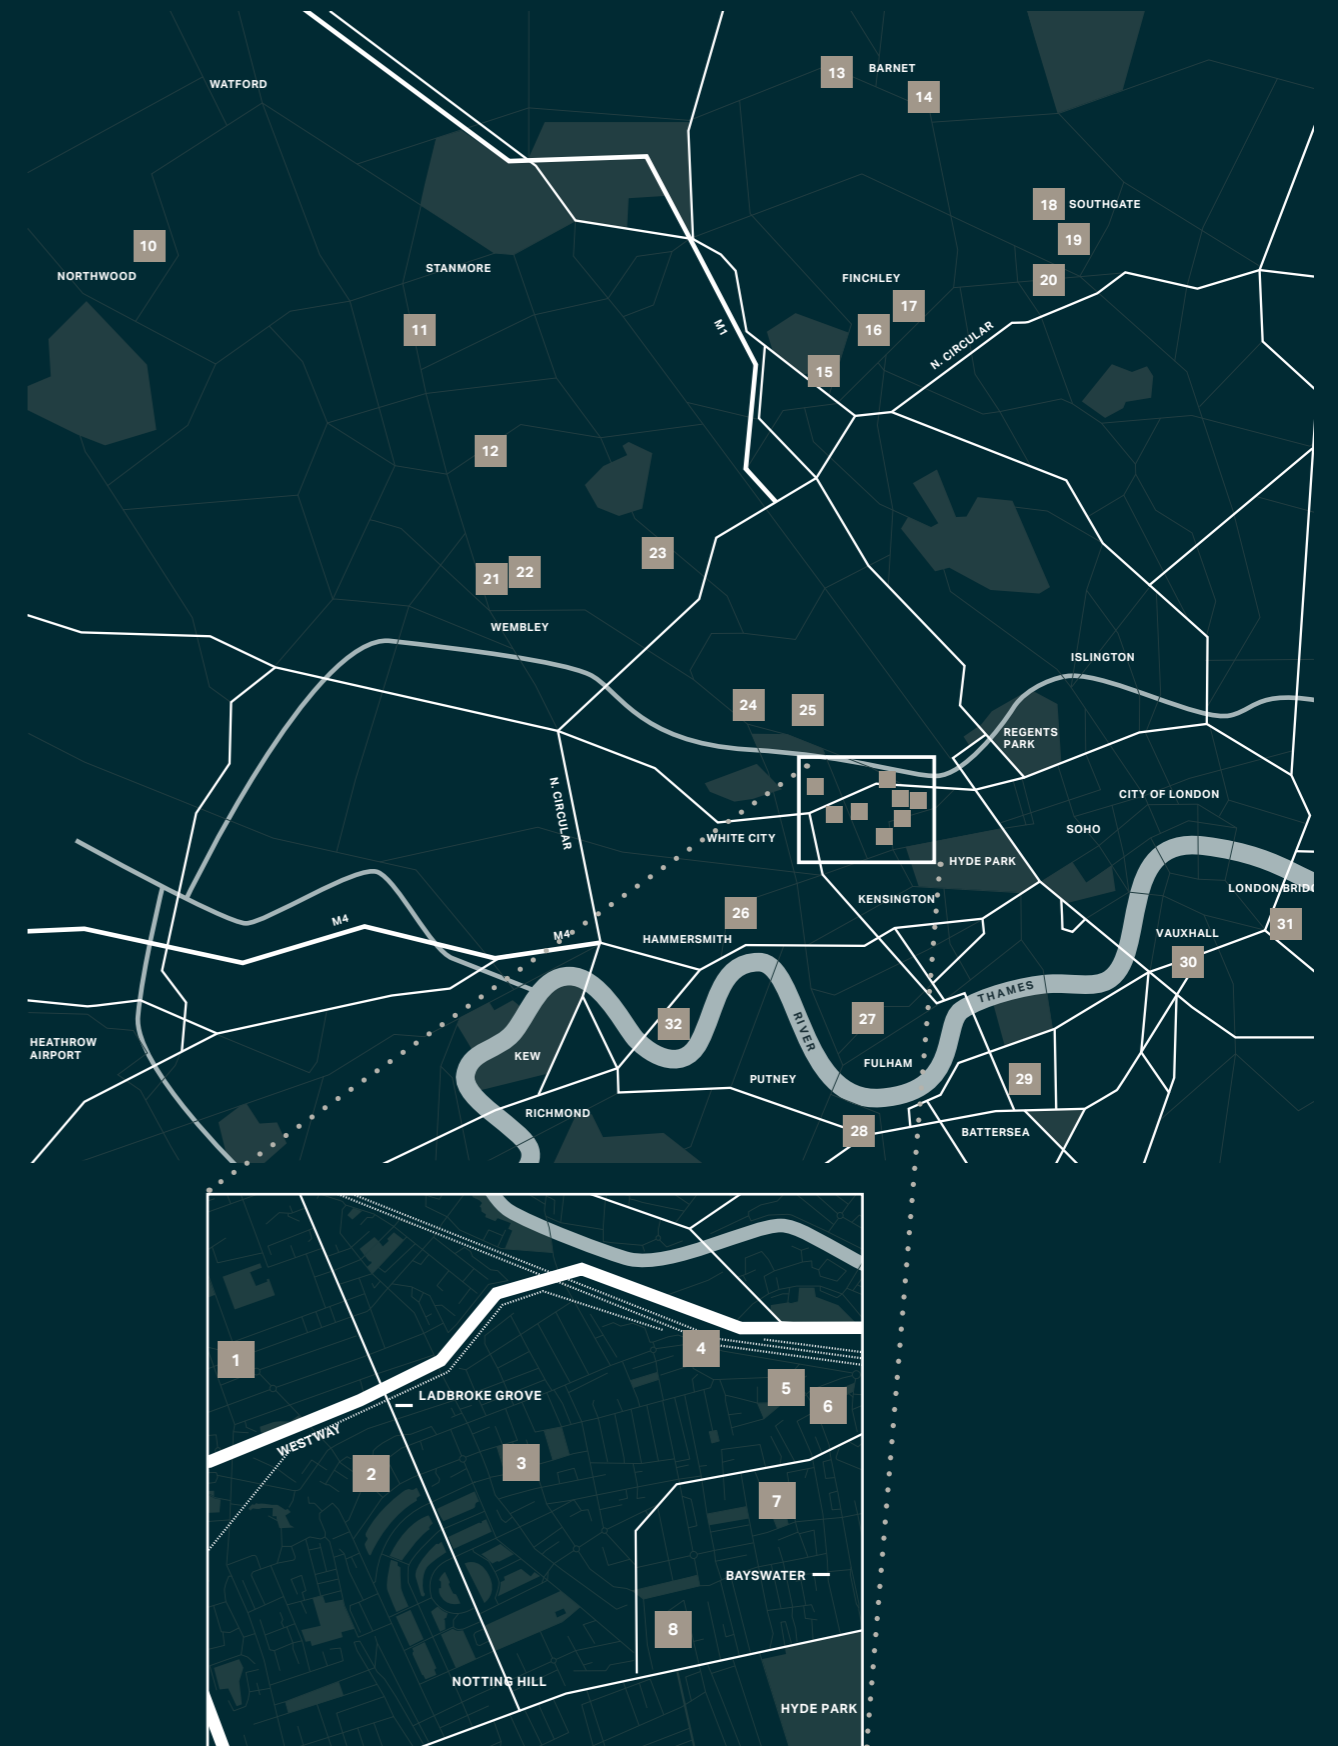 13
BARNET
WATFORD
14
18
SOUTHGATE
19
10
STANMORE
NORTHWOOD
FINCHLEY
20
17
M1
11
16
N. CIRCULAR
15
12
23
22
21
WEMBLEY
ISLINGTON
24
25
REGENTS
PARK
CITY OF LONDON
N. CIRCULAR
SOHO
WHITE CITY
HYDE PARK
LONDON BRID
KENSINGTON
26
M4
31
M4
HAMMERSMITH
VAUXHALL
30
THAMES
27
32
RIVER
HEATHROW
AIRPORT
KEW
FULHAM
PUTNEY
29
RICHMOND
28
BATTERSEA
4
1
5
LADBROKE GROVE
6
WESTWAY
3
2
7
BAYSWATER
8
NOTTING HILL
HYDE PARK